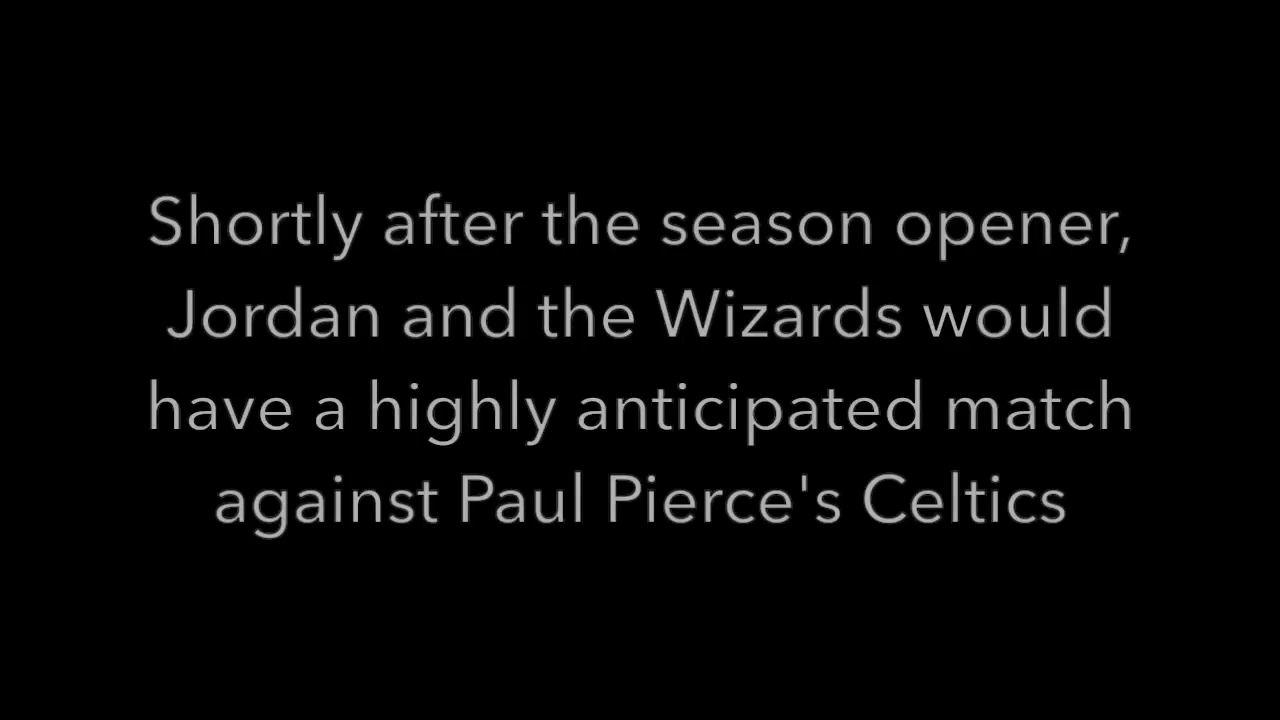 Shortly after the season opener,
Jordan and the Wizards would
have a highly anticipated match
against Paul Pierce's Celtics